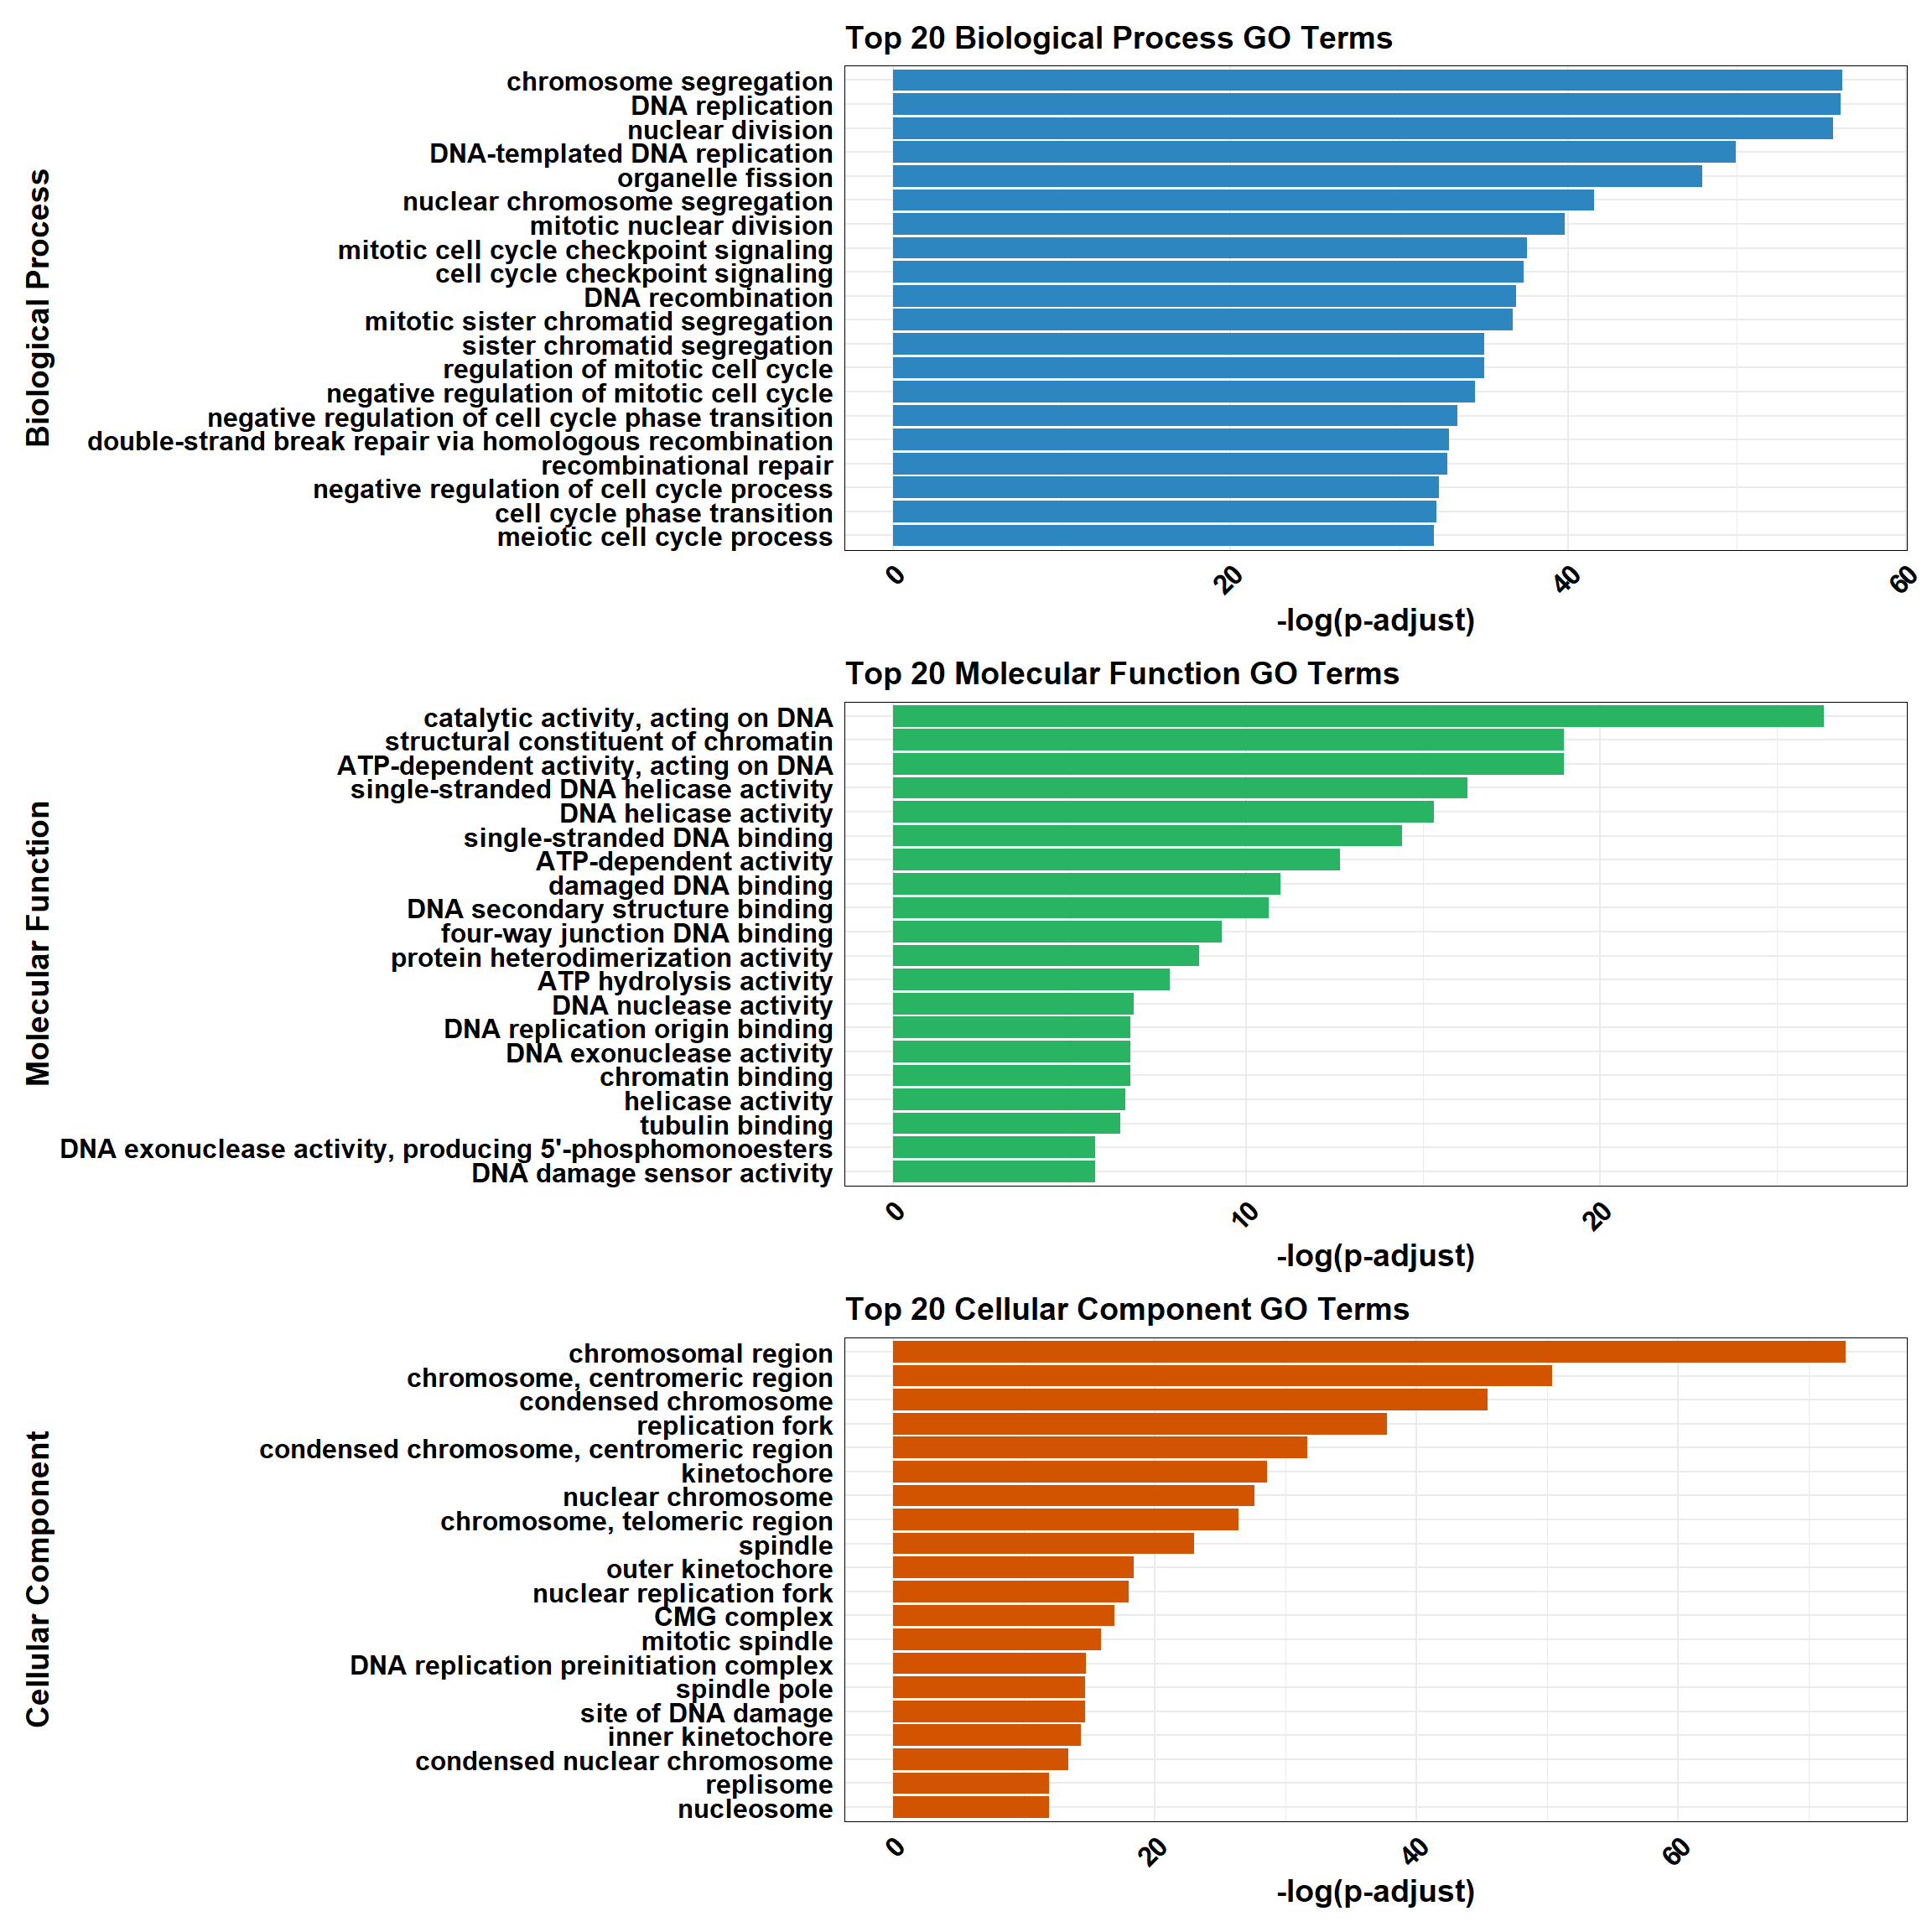 Top 20 Biological Process GO Terms
Biological Process
chromosome segregation
DNA replication
nuclear division
DNA-templated DNA replication
organelle fission
nuclear chromosome segregation
mitotic nuclear division
mitotic cell cycle checkpoint signaling
cell cycle checkpoint signaling
DNA recombination
mitotic sister chromatid segregation
sister chromatid segregation
regulation of mitotic cell cycle
negative regulation of mitotic cell cycle
negative regulation of cell cycle phase transition
double-strand break repair via homologous recombination
recombinational repair
negative regulation of cell cycle process
cell cycle phase transition
meiotic cell cycle process
0 20 40 60
-log(p-adjust)
Top 20 Molecular Function GO Terms
Molecular Function
catalytic activity, acting on DNA
structural constituent of chromatin
ATP-dependent activity, acting on DNA
single-stranded DNA helicase activity
DNA helicase activity
single-stranded DNA binding
ATP-dependent activity
damaged DNA binding
DNA secondary structure binding
four-way junction DNA binding
protein heterodimerization activity
ATP hydrolysis activity
DNA nuclease activity
DNA replication origin binding
DNA exonuclease activity
chromatin binding
helicase activity
tubulin binding
DNA exonuclease activity, producing 5'-phosphomonoesters
DNA damage sensor activity
0 10 20
-log(p-adjust)
Top 20 Cellular Component GO Terms
Cellular Component
chromosomal region
chromosome, centromeric region
condensed chromosome
replication fork
condensed chromosome, centromeric region
kinetochore
nuclear chromosome
chromosome, telomeric region
spindle
outer kinetochore
nuclear replication fork
CMG complex
mitotic spindle
DNA replication preinitiation complex
spindle pole
site of DNA damage
inner kinetochore
condensed nuclear chromosome
replisome
nucleosome
0 20 40 60
-log(p-adjust)